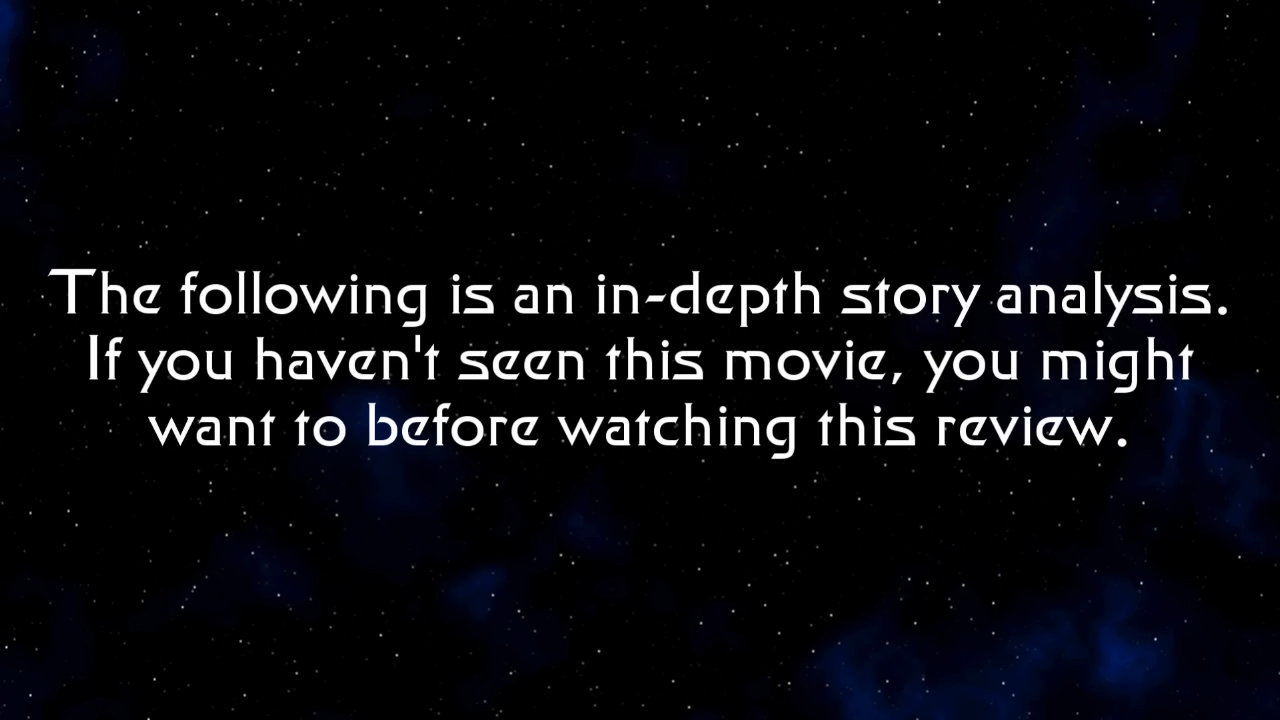 The following is an in-depth story analysis.
If you haven't seen this movie, you might
want to before watching this review.